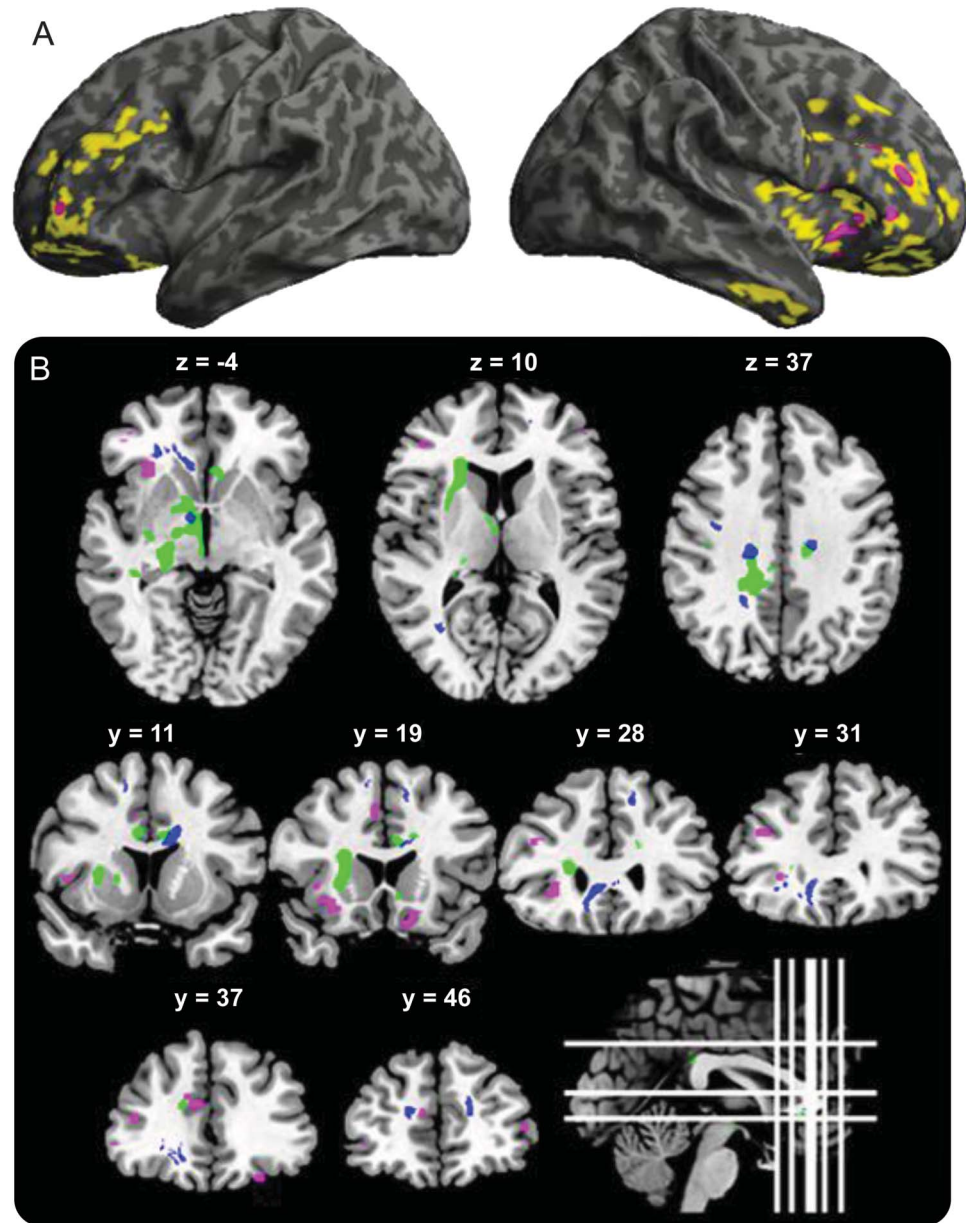 A
B
z = -4 z = 10 z = 37
y = 11 y = 19 y = 28 y = 31
y = 37 y = 46